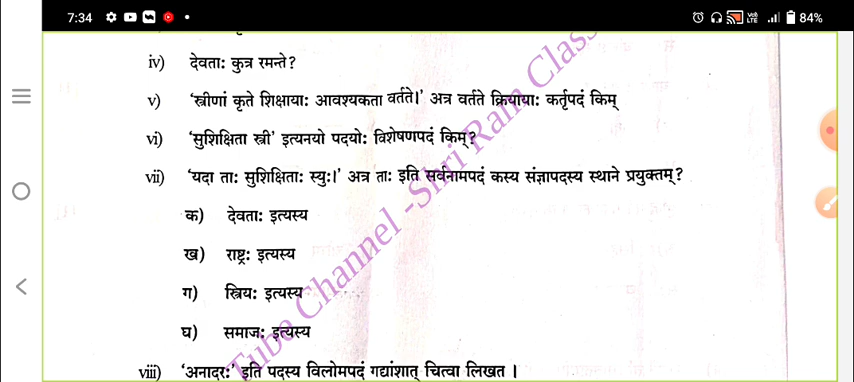 7:34
VoD LTE 84%
iv) देवताः कुत्र रमन्ते?
v) ‘स्त्रीणां कृते शिक्षायाः आवश्यकता वर्तते।’ अत्र वर्तते क्रियायाः कर्तृपदं किम्
vi) ‘सुशिक्षिता स्त्री’ इत्यनयो पदयोः विशेषणपदं किम्?
vii) ‘यदा ताः सुशिक्षिताः स्युः।’ अत्र ताः इति सर्वनामपदं कस्य संज्ञापदस्य स्थाने प्रयुक्तम्?
क) देवताः इत्यस्य
ख) राष्ट्रः इत्यस्य
ग) स्त्रियः इत्यस्य
घ) समाजः इत्यस्य
viii) ‘अनादरः’ इति पदस्य विलोमपदं गद्यांशात् चित्वा लिखत ।
Tube Channel -Shri Ram Class